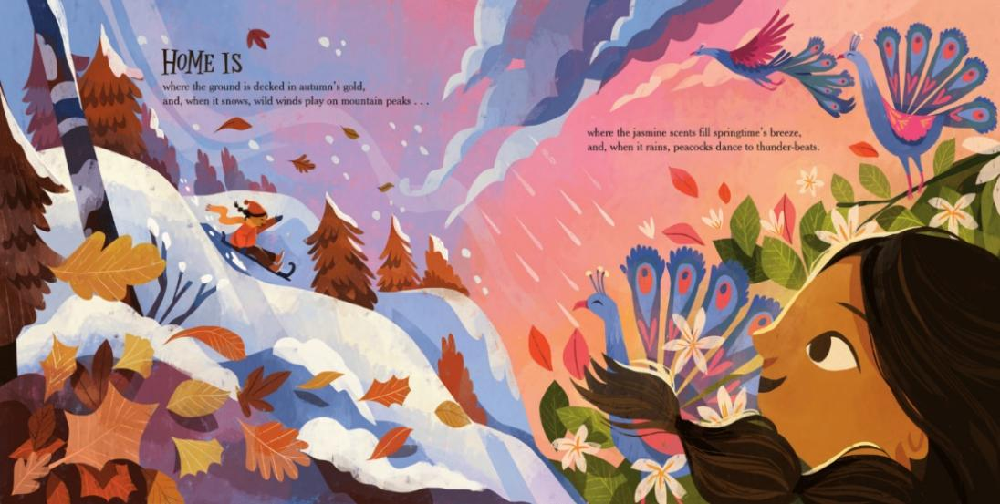 HOME IS
where the ground is decked in autumn's gold,
and, when it snows, wild winds play on mountain peaks . . .
where the jasmine scents fill springtime's breeze,
and, when it rains, peacocks dance to thunder-beats.